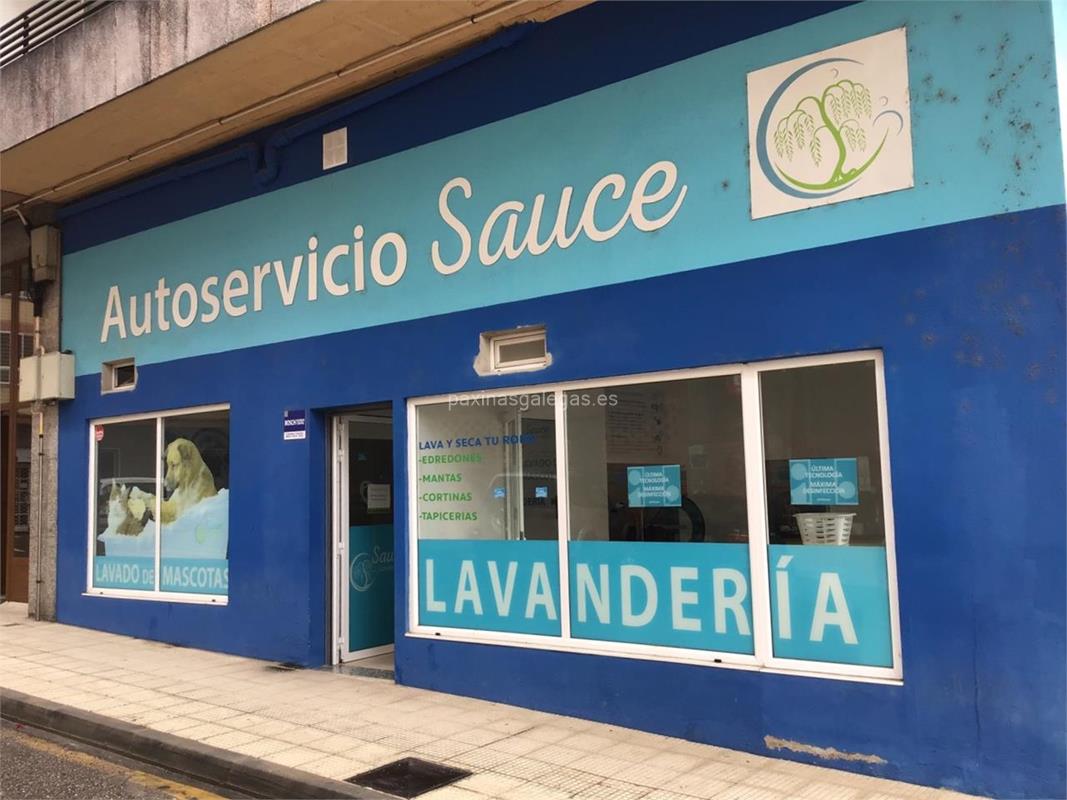 Autoservicio Sauce
paxinasgalegas.es
LAVA Y SECA TU ROPA
-EDREDONES
-MANTAS
-CORTINAS
-TAPICERIAS
ÚLTIMA
TECNOLOGÍA
MÁXIMA
DESINFECCIÓN
ÚLTIMA
TECNOLOGÍA
MÁXIMA
DESINFECCIÓN
LAVADO DE MASCOTAS
Sauce
LAVANDERÍA